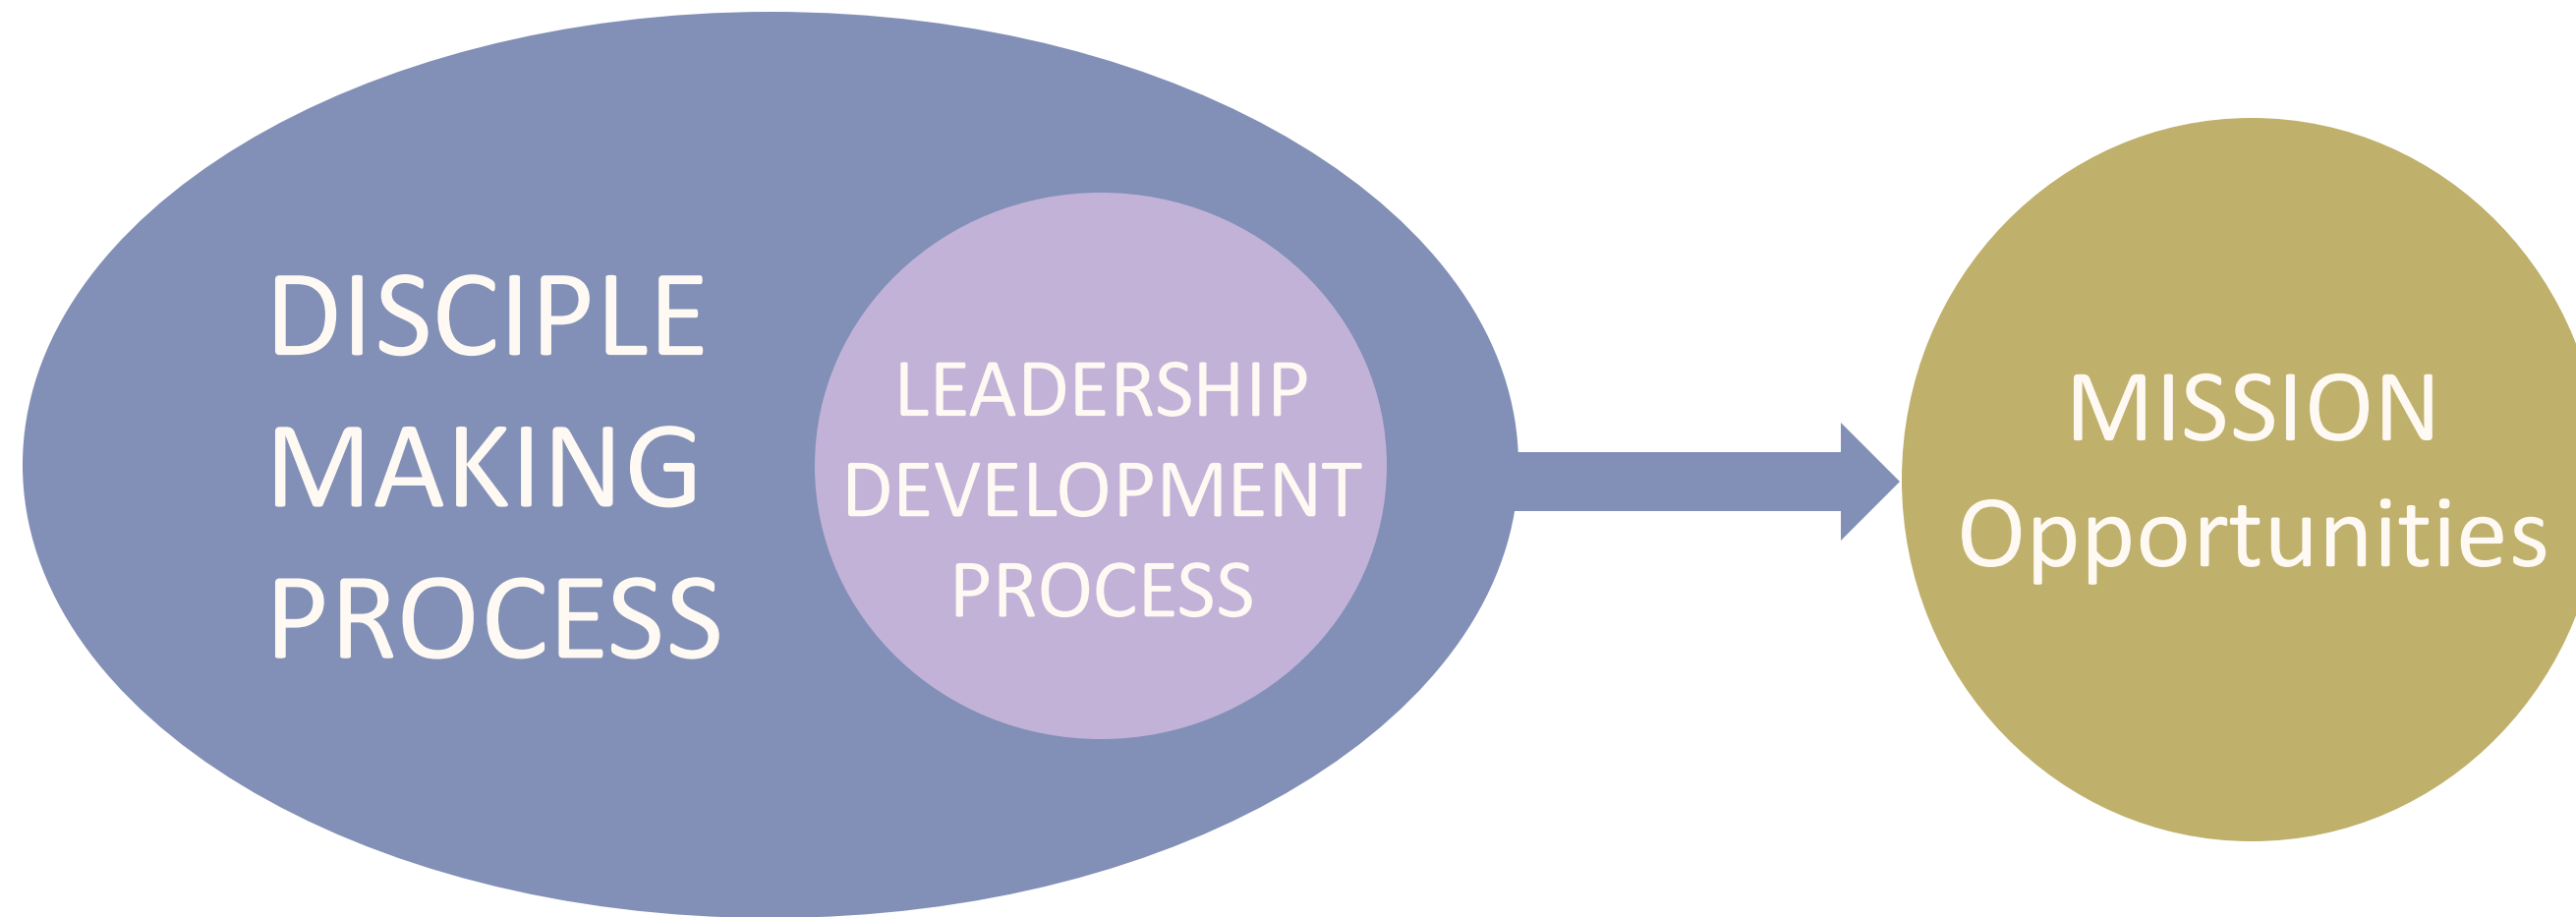 DISCIPLE
MAKING
PROCESS
LEADERSHIP
DEVELOPMENT
PROCESS
MISSION
Opportunities